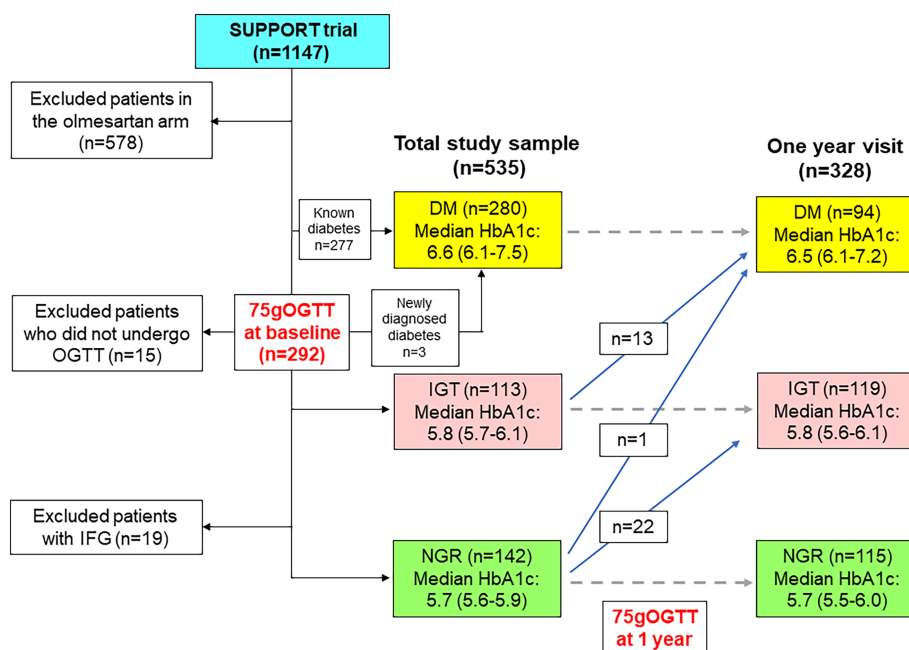 SUPPORT trial
(n=1147)
Excluded patients in
the olmesartan arm
(n=578)
Total study sample
(n=535)
One year visit
(n=328)
Known
diabetes
n=277
DM (n=280)
Median HbA1c:
6.6 (6.1-7.5)
DM (n=94)
Median HbA1c:
6.5 (6.1-7.2)
Excluded patients
who did not undergo
OGTT (n=15)
75gOGTT
at baseline
(n=292)
Newly
diagnosed
diabetes
n=3
n=13
IGT (n=113)
Median HbA1c:
5.8 (5.7-6.1)
IGT (n=119)
Median HbA1c:
5.8 (5.6-6.1)
n=1
Excluded patients
with IFG (n=19)
n=22
NGR (n=142)
Median HbA1c:
5.7 (5.6-5.9)
NGR (n=115)
Median HbA1c:
5.7 (5.5-6.0)
75gOGTT
at 1 year